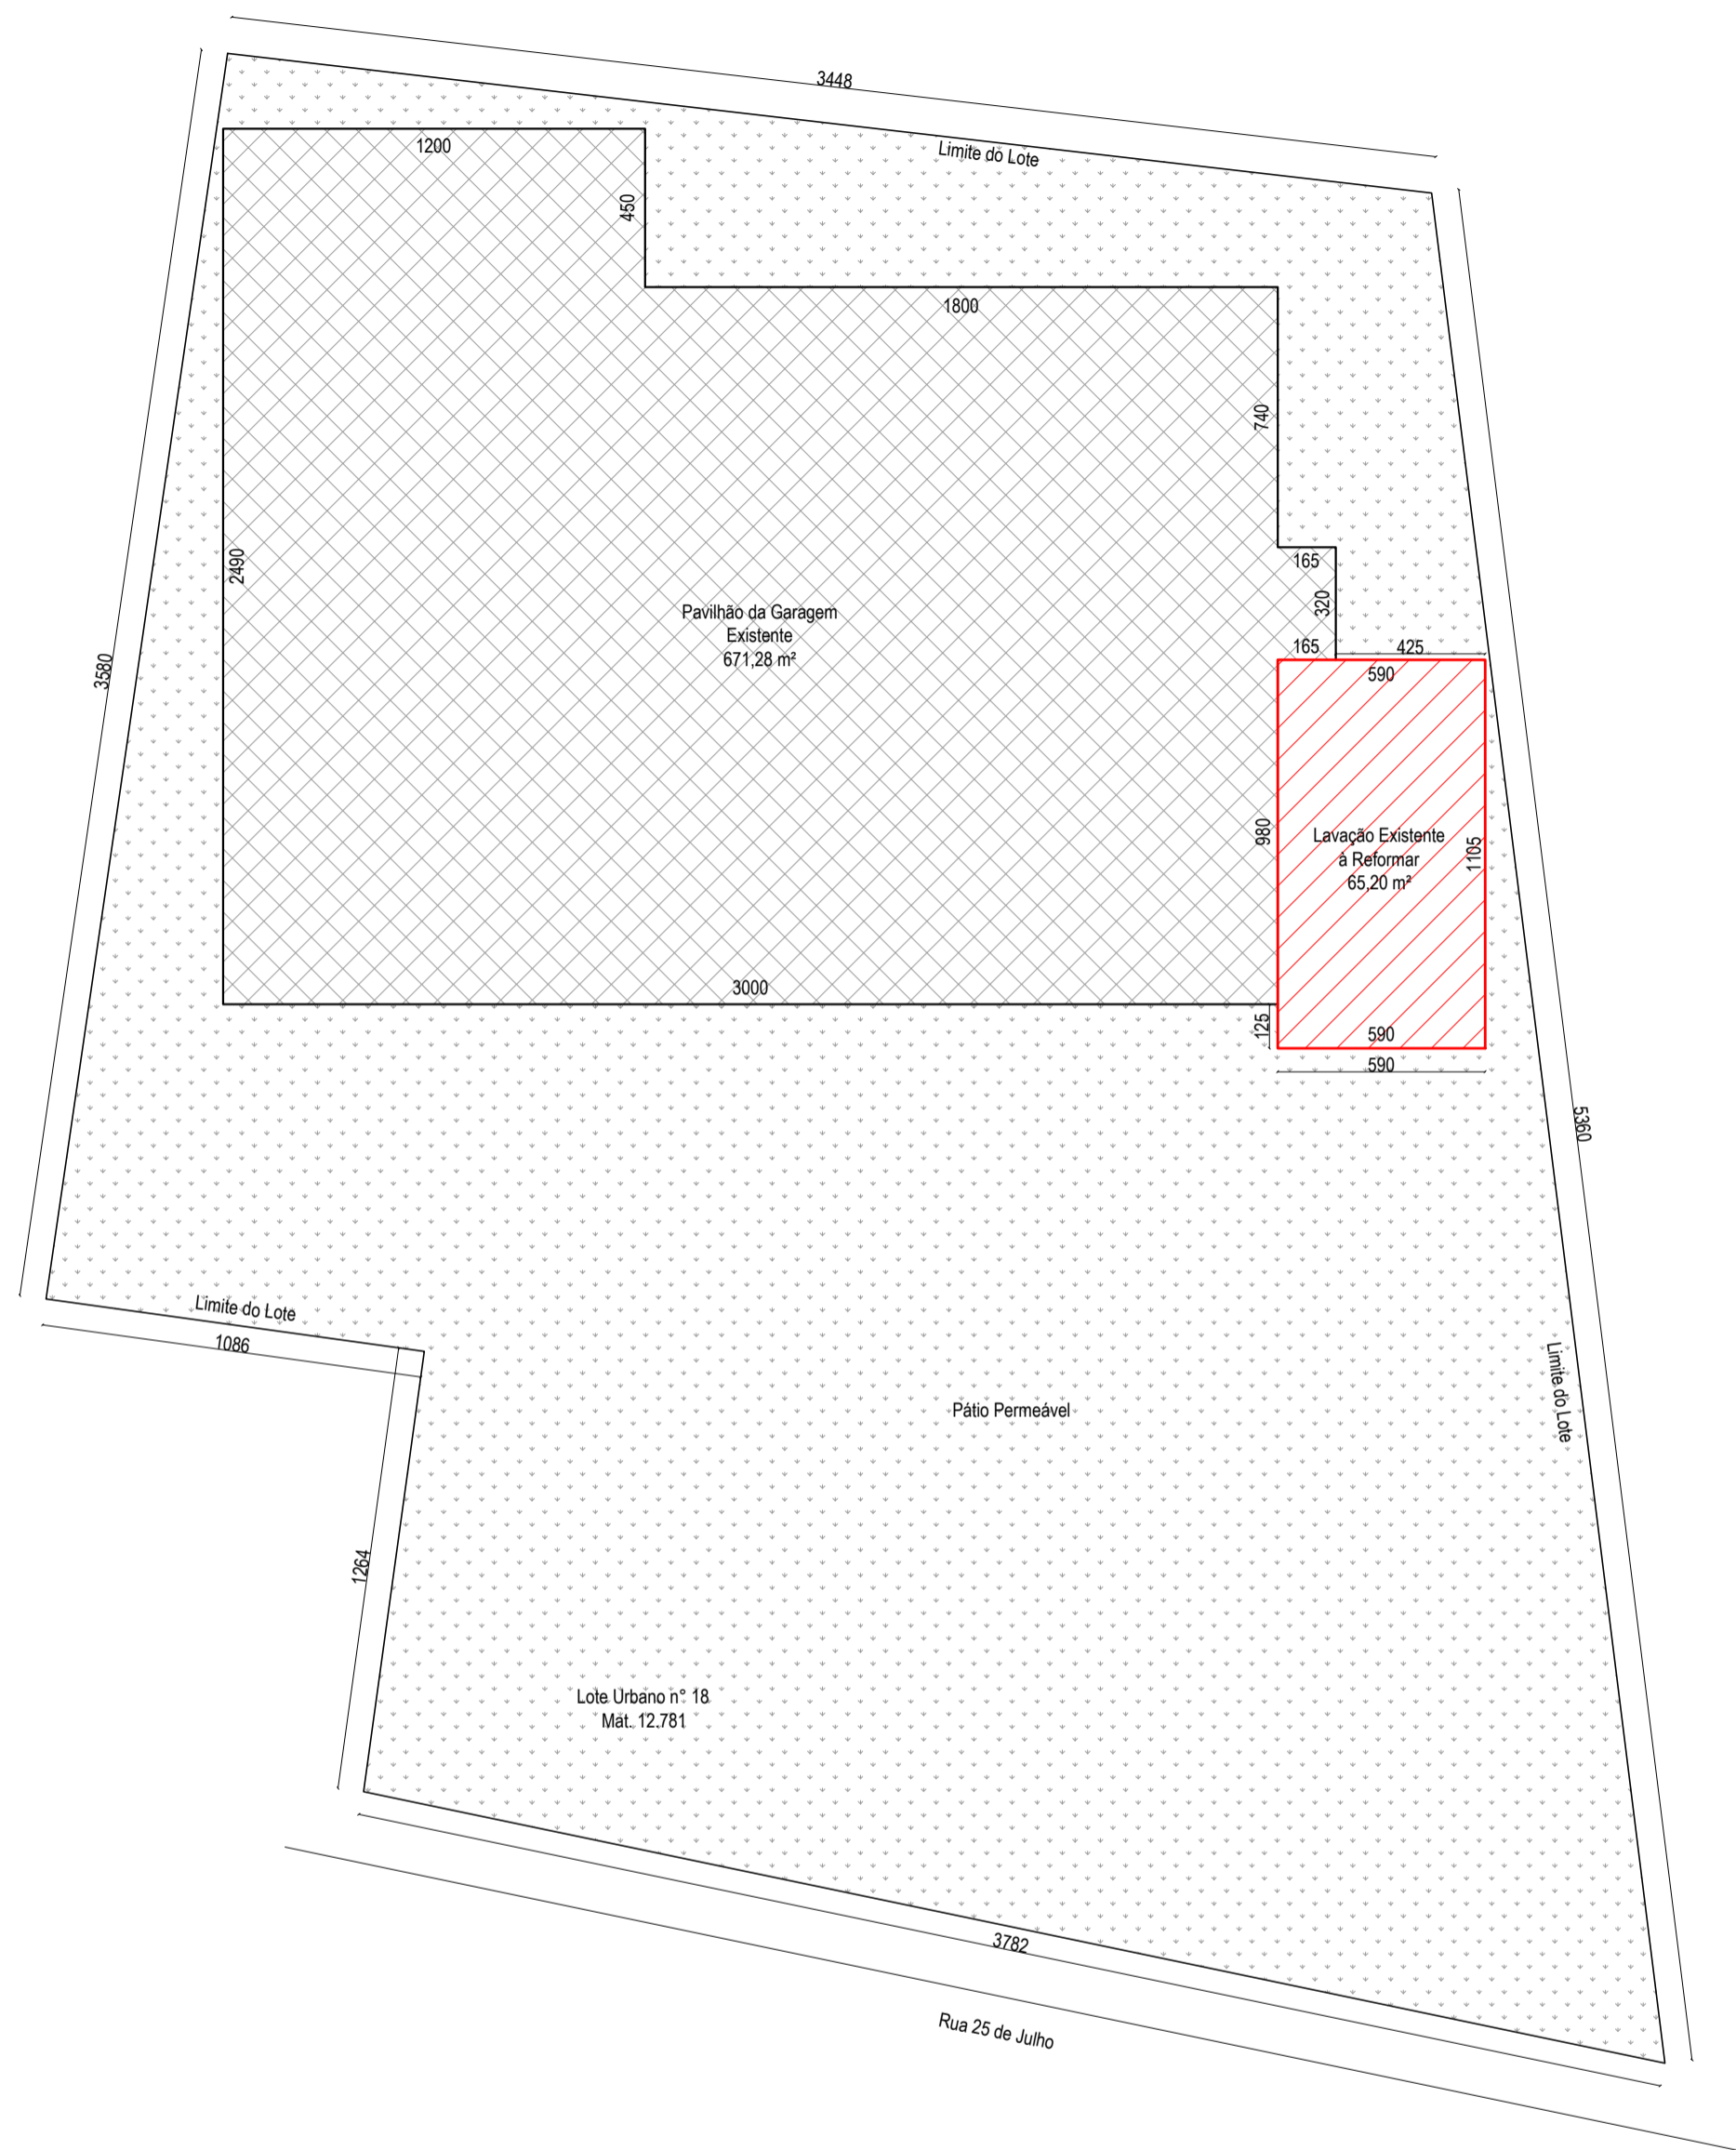 3448
Limite do Lote
1200
450
1800
740
2490
165
320
Pavilhão da Garagem
Existente
671,28 m²
165
425
590
3580
980
Lavação Existente
à Reformar
65,20 m²
1105
3000
125
590
590
5360
Limite do Lote
1086
Limite do Lote
Pátio Permeável
1264
Lote Urbano n° 18
Mat. 12.781
3782
Rua 25 de Julho